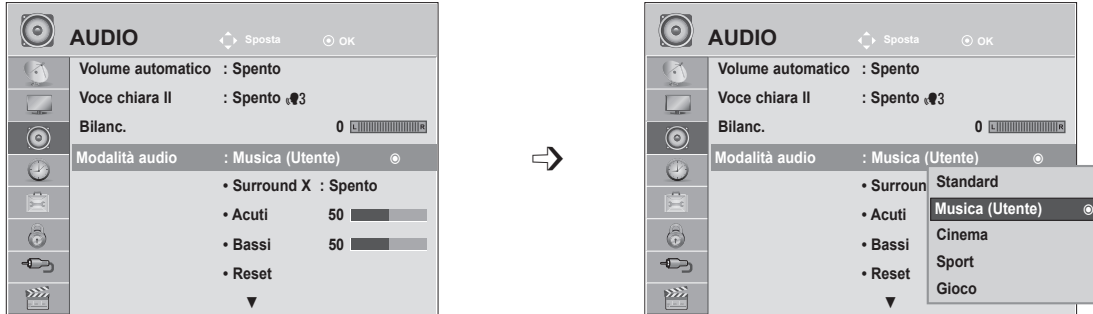 AUDIO Sposta OK
Volume automatico : Spento
Voce chiara II : Spento 3
Bilanc. 0 L R
Modalità audio : Musica (Utente)
• Surround X : Spento
• Acuti 50
• Bassi 50
• Reset
▼
AUDIO Sposta OK
Volume automatico : Spento
Voce chiara II : Spento 3
Bilanc. 0 L R
Modalità audio : Musica (Utente)
• Surroun
• Acuti
• Bassi
• Reset
▼
Standard
Musica (Utente)
Cinema
Sport
Gioco